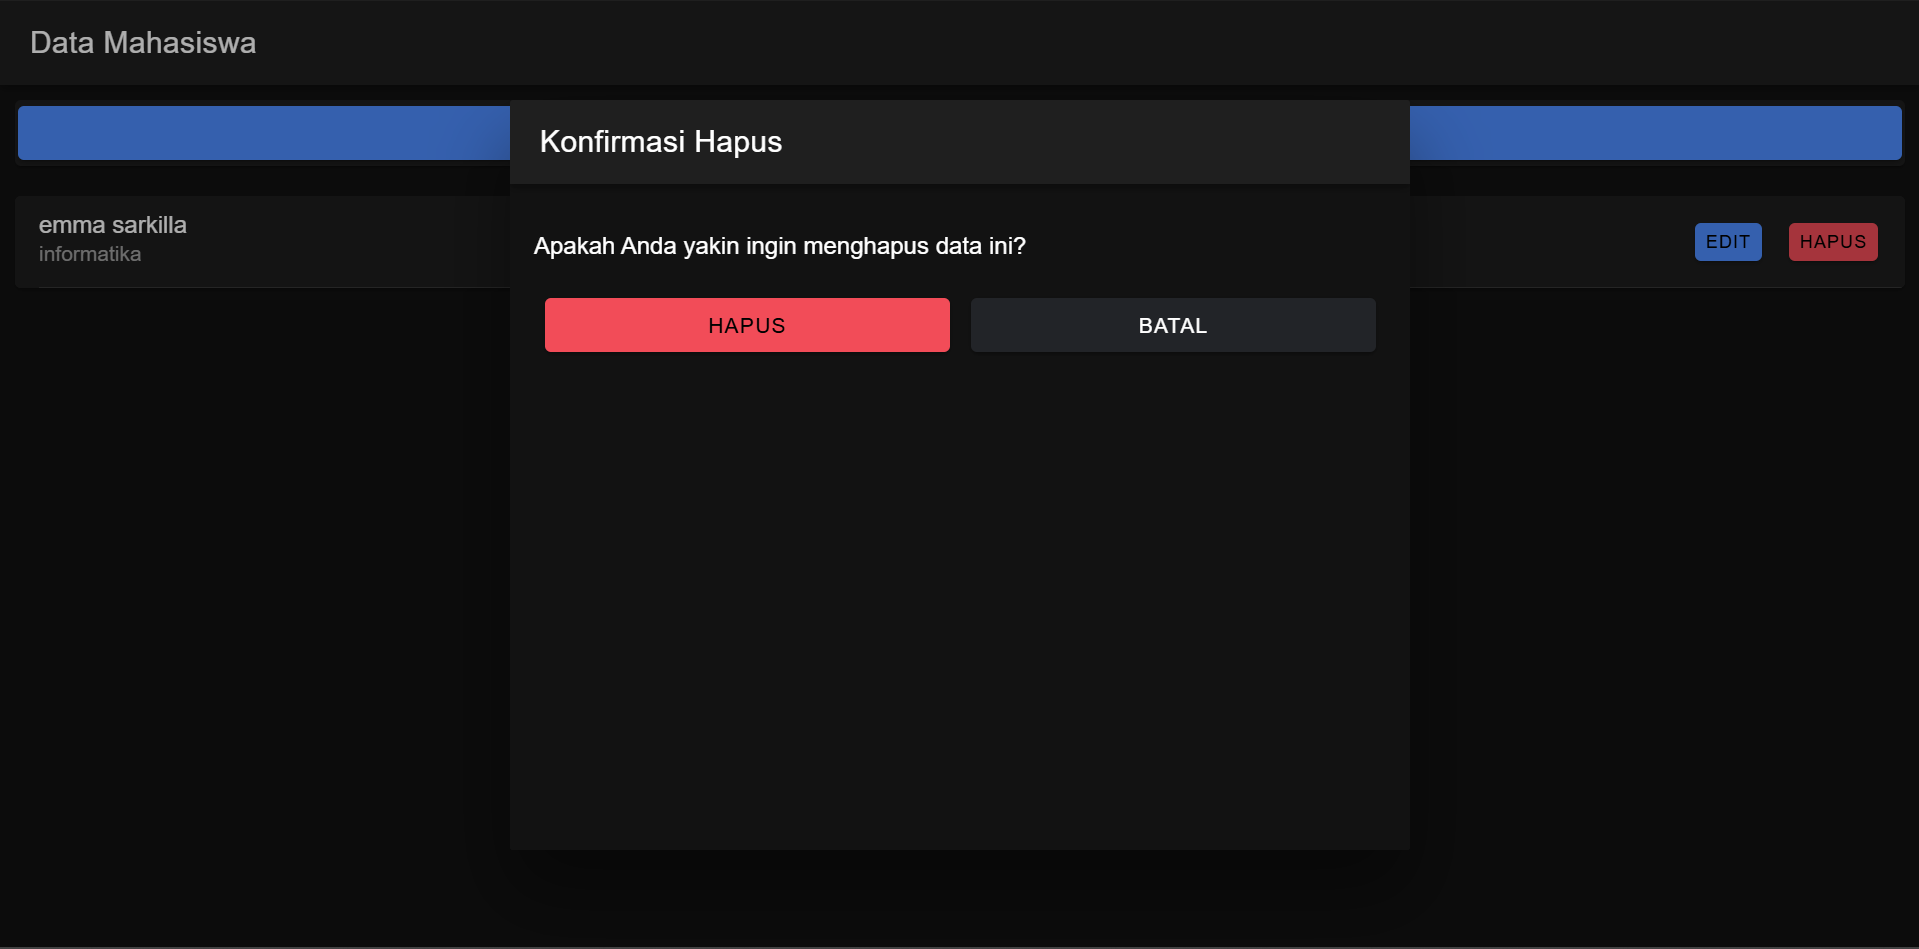 Data Mahasiswa
Konfirmasi Hapus
emma sarkilla
informatika
EDIT
HAPUS
Apakah Anda yakin ingin menghapus data ini?
HAPUS
BATAL